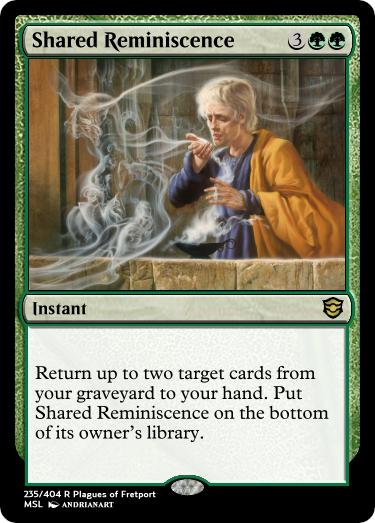 Shared Reminiscence 3
Instant
Return up to two target cards from
your graveyard to your hand. Put
Shared Reminiscence on the bottom
of its owner's library.
235/404 R Plagues of Fretport
MSL ANDRIANART